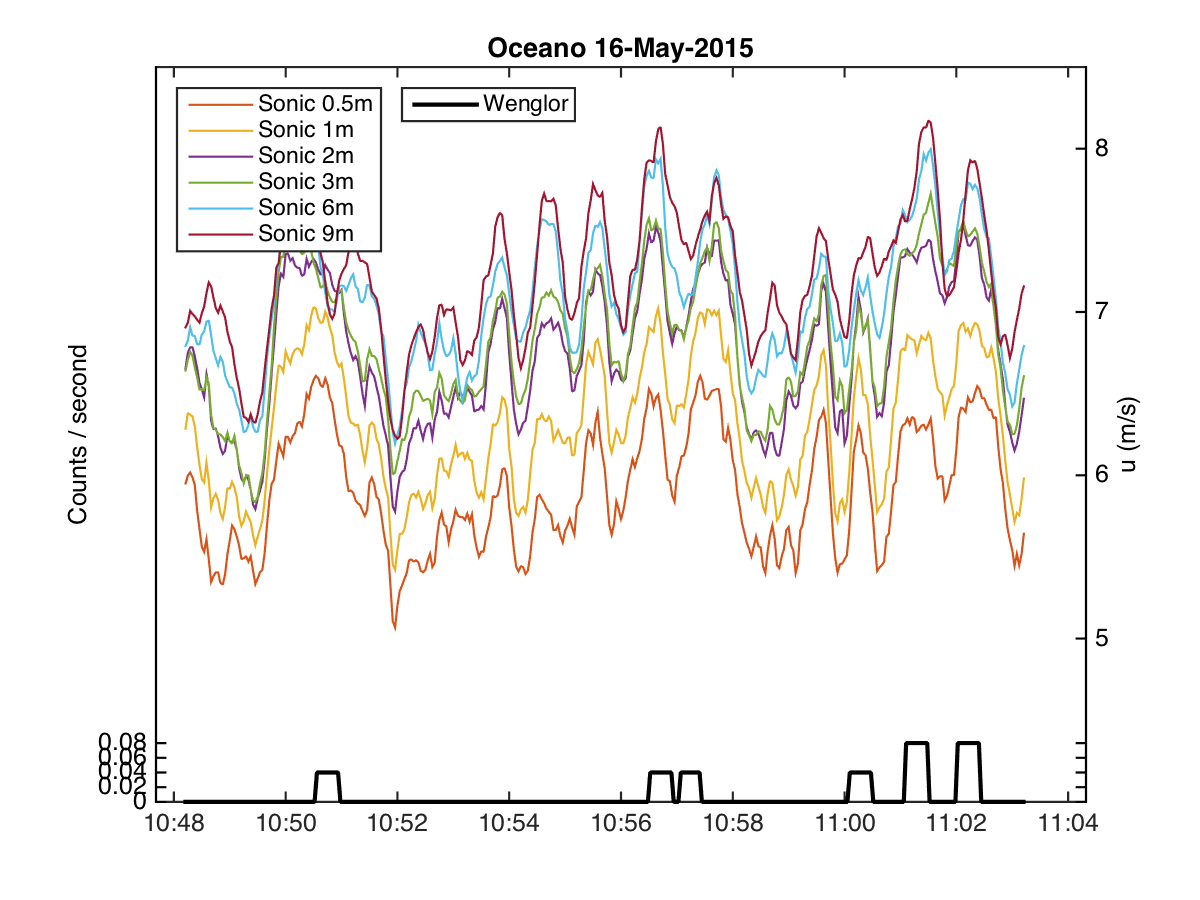 Oceano 16-May-2015
Sonic 0.5m
Sonic 1m
Sonic 2m
Sonic 3m
Sonic 6m
Sonic 9m
Wenglor
Counts / second
u (m/s)
8
7
6
5
0.08
0.06
0.04
0.02
0
10:48 10:50 10:52 10:54 10:56 10:58 11:00 11:02 11:04